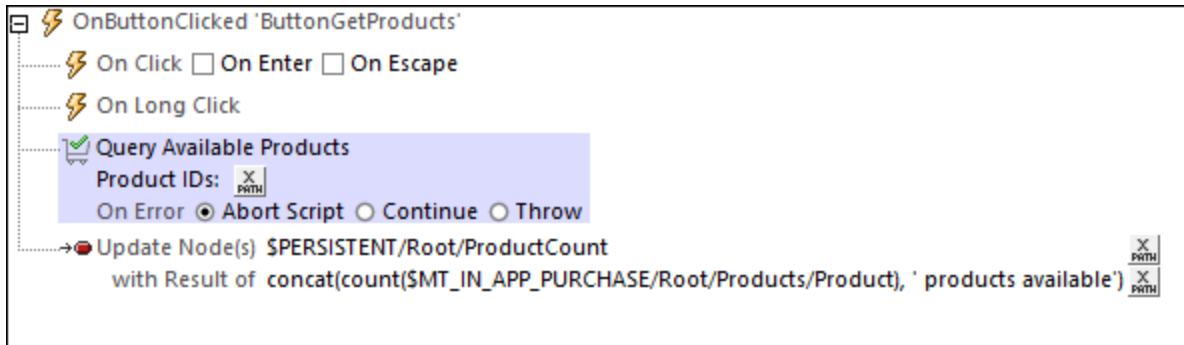 OnButtonClicked 'ButtonGetProducts'
On Click On Enter On Escape
On Long Click
Query Available Products
Product IDs: X PATH
On Error Abort Script Continue Throw
Update Node(s) $PERSISTENT/Root/ProductCount X PATH
with Result of concat(count($MT_IN_APP_PURCHASE/Root/Products/Product), ' products available') X PATH